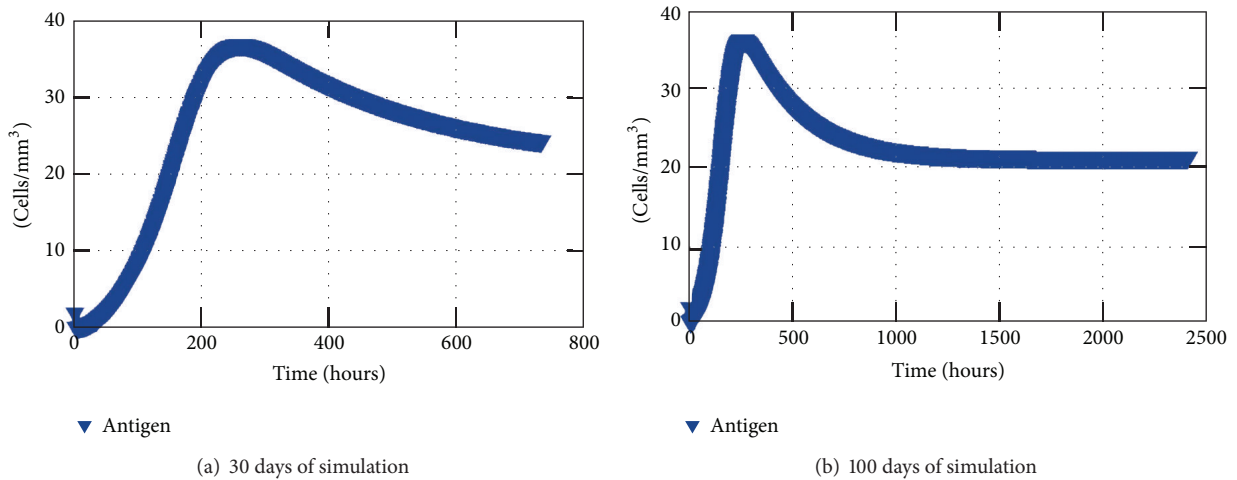 40
30
20
10
0
(Cells/mm³)
0 200 400 600 800
Time (hours)
Antigen
(a) 30 days of simulation
40
30
20
10
0
(Cells/mm³)
0 500 1000 1500 2000 2500
Time (hours)
Antigen
(b) 100 days of simulation